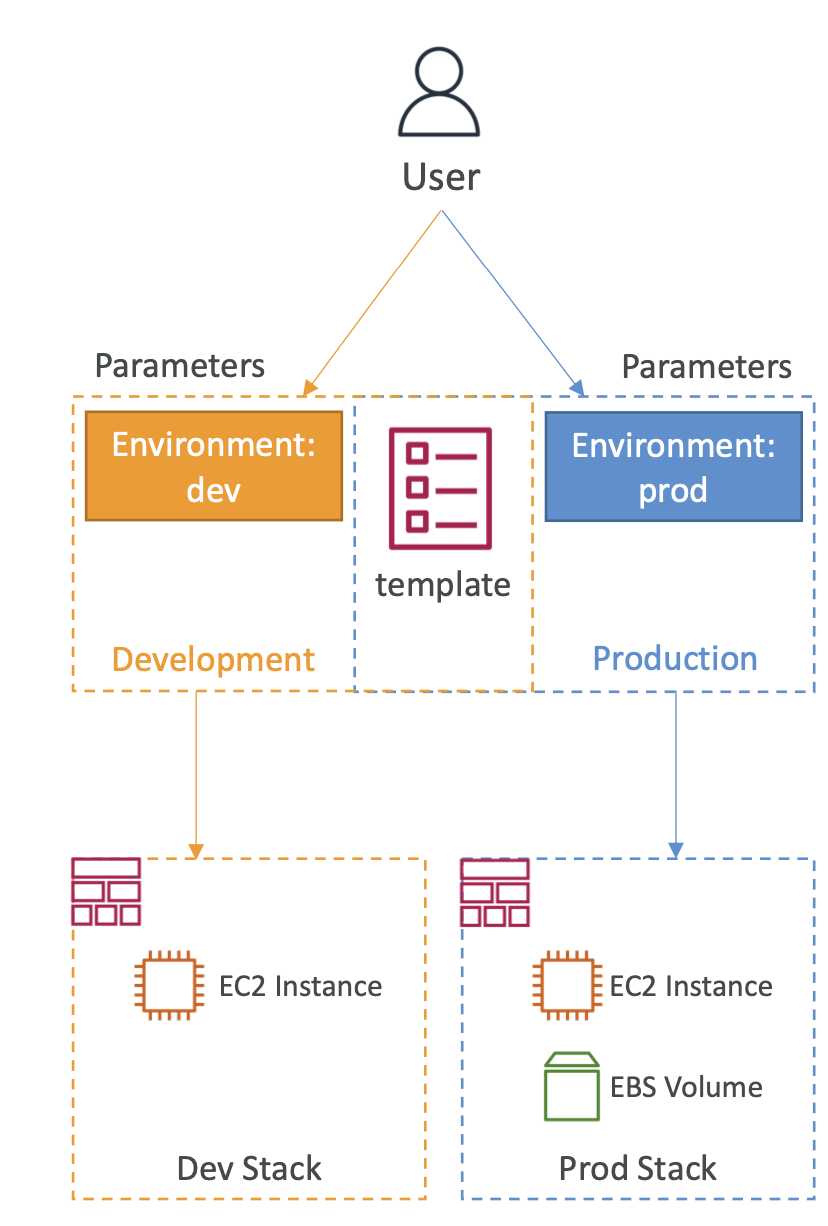 User
Parameters
Parameters
Environment:
dev
Environment:
prod
template
Development
Production
EC2 Instance
EC2 Instance
EBS Volume
Dev Stack
Prod Stack